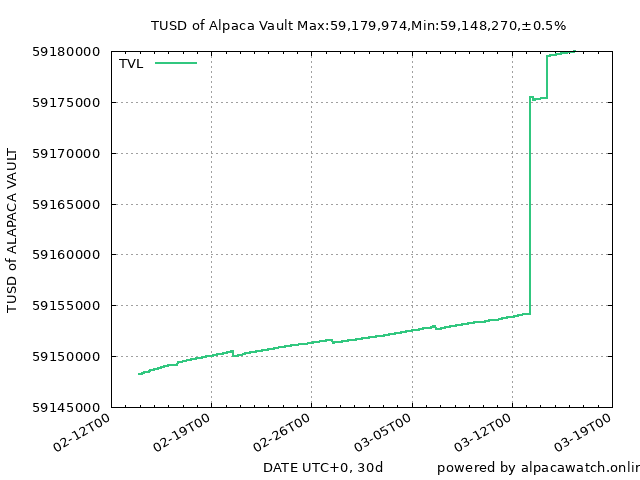 TUSD of Alpaca Vault Max:59,179,974,Min:59,148,270,±0.5%
TVL
59180000
59175000
59170000
59165000
59160000
59155000
59150000
59145000
TUSD of ALAPACA VAULT
02-12T00
02-19T00
02-26T00
03-05T00
03-12T00
03-19T00
DATE UTC+0, 30d
powered by alpacawatch.onlin